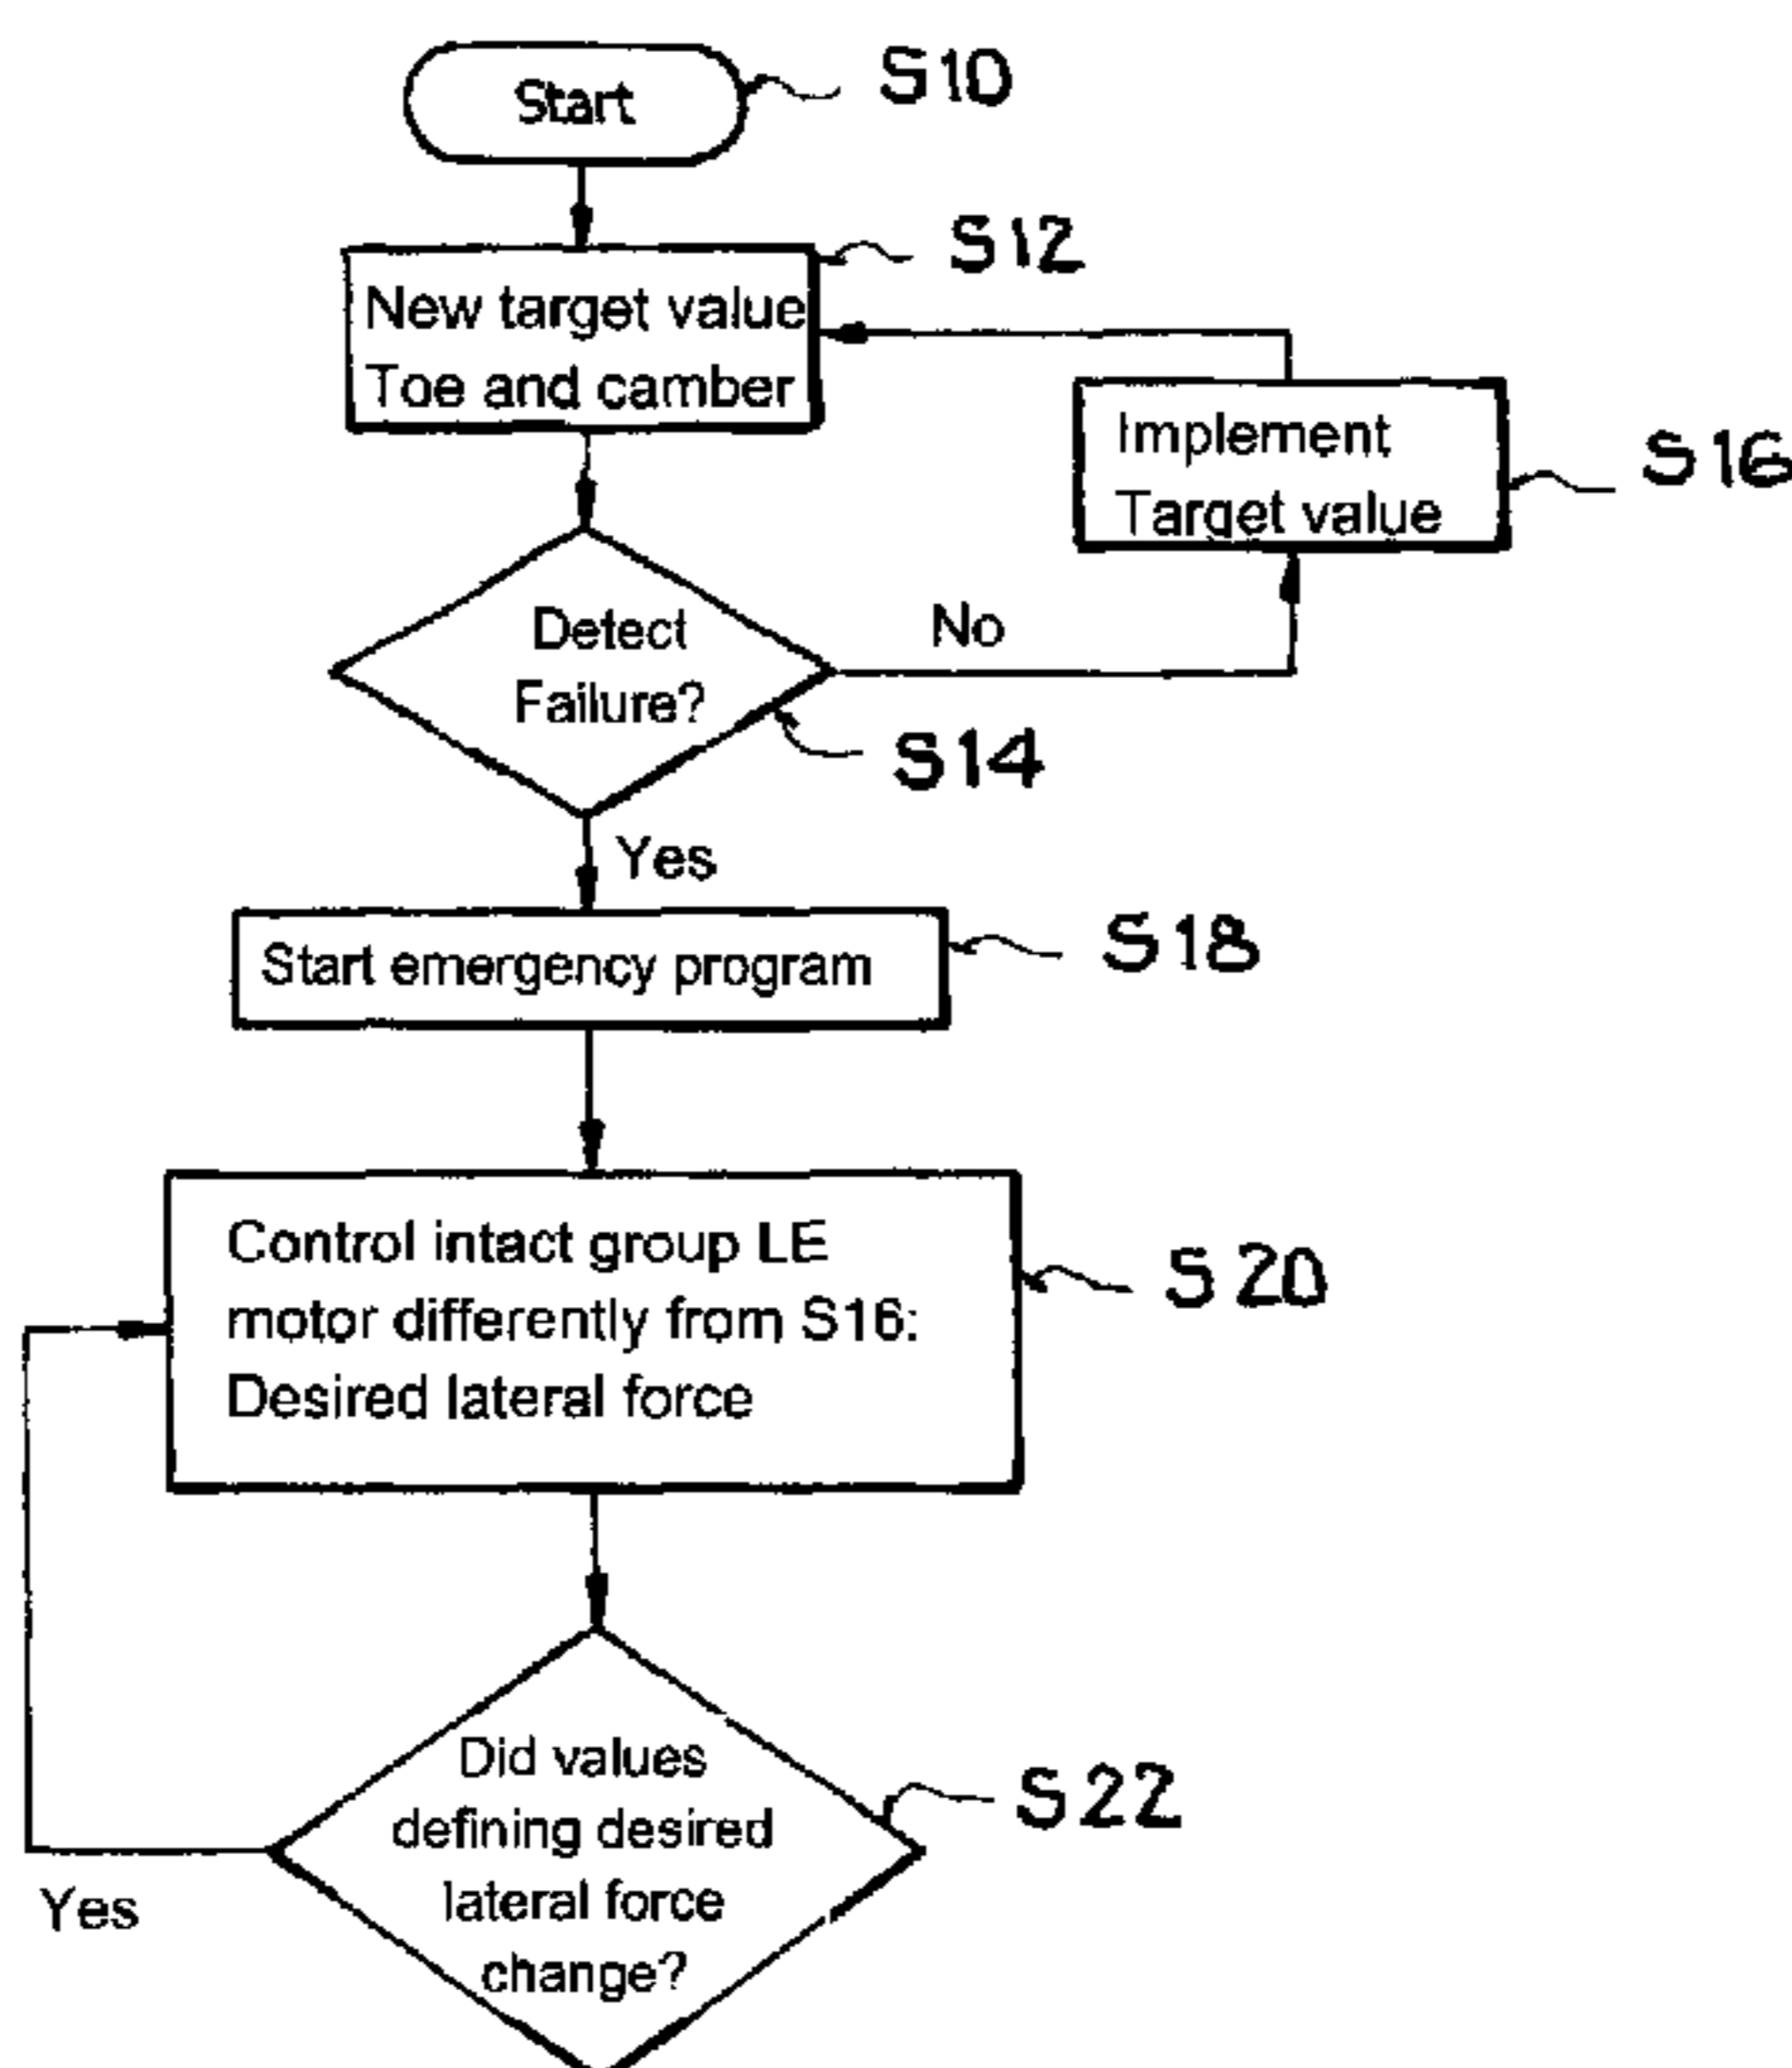 Start
S10
New target value
Toe and camber
S12
Implement
Target value
S16
Detect
Failure?
No
S14
Yes
Start emergency program
S18
Control intact group LE
motor differently from S16:
Desired lateral force
S20
Did values
defining desired
lateral force
change?
S22
Yes